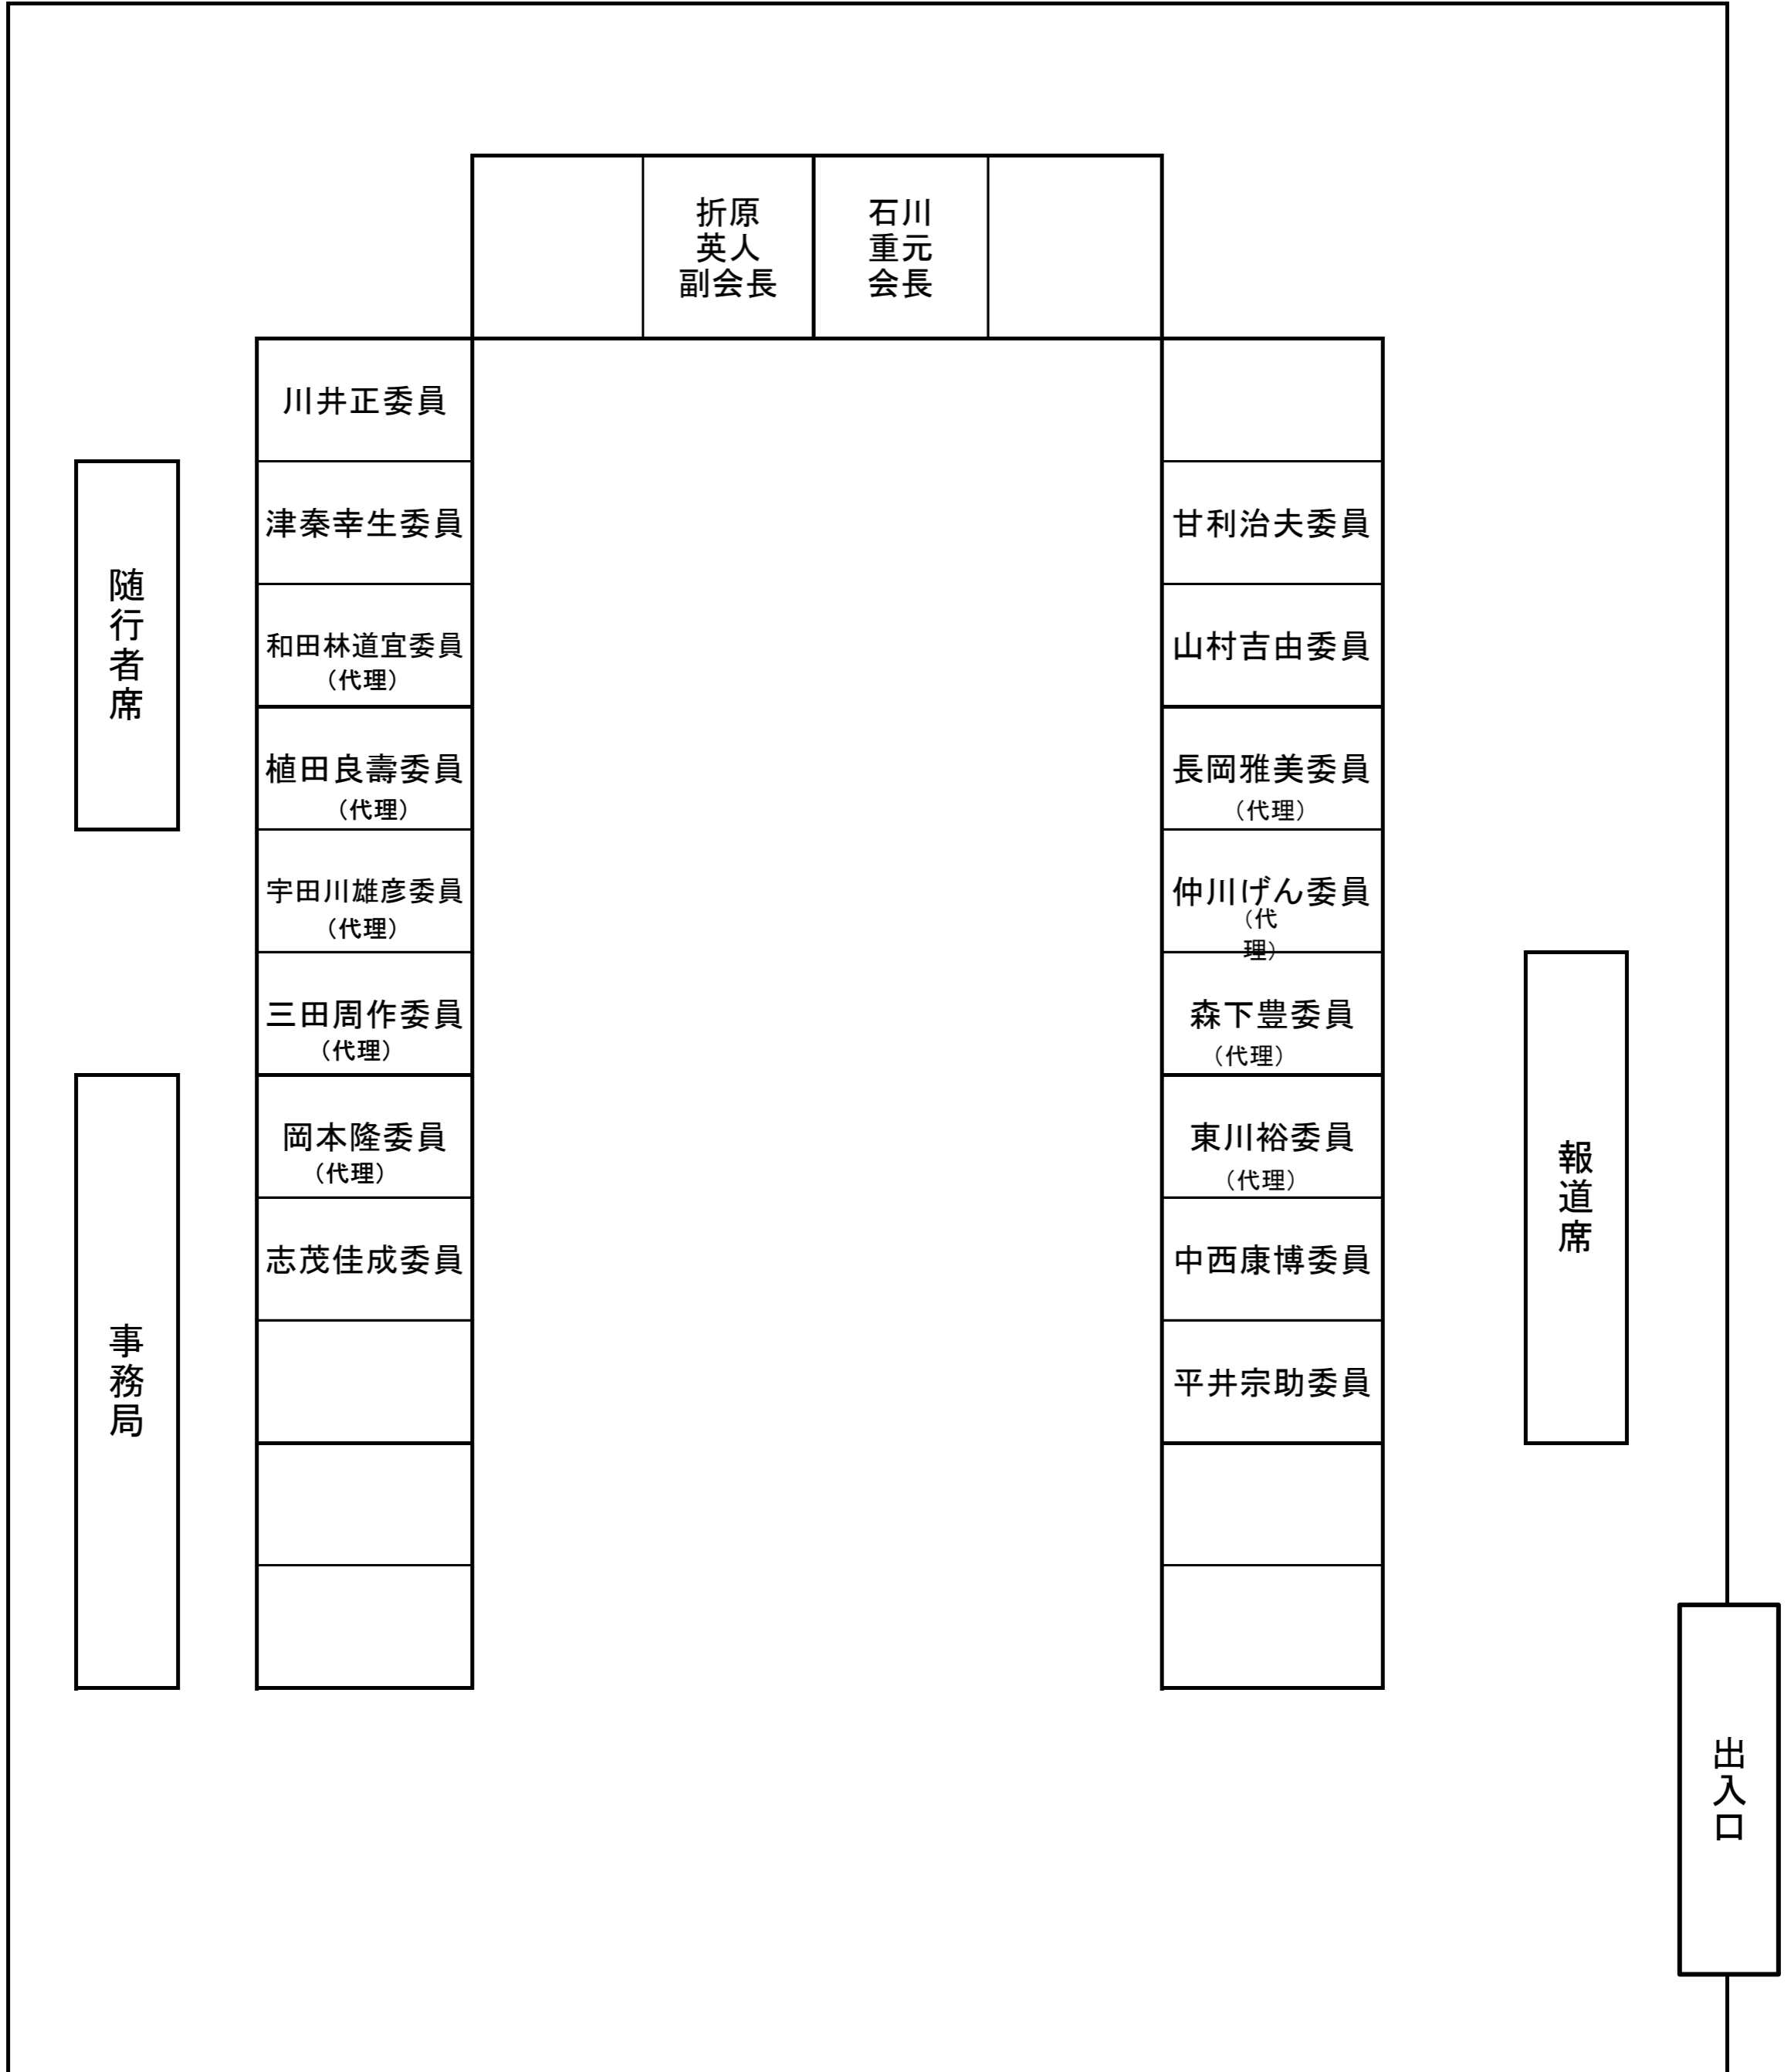 折原
英人
副会長
石川
重元
会長
川井正委員
津秦幸生委員
和田林道宜委員
（代理）
植田良壽委員
（代理）
宇田川雄彦委員
（代理）
三田周作委員
（代理）
岡本隆委員
（代理）
志茂佳成委員
甘利治夫委員
山村吉由委員
長岡雅美委員
（代理）
仲川げん委員
（代
理）
森下豊委員
（代理）
東川裕委員
（代理）
中西康博委員
平井宗助委員
随行者席
事務局
報道席
出入口